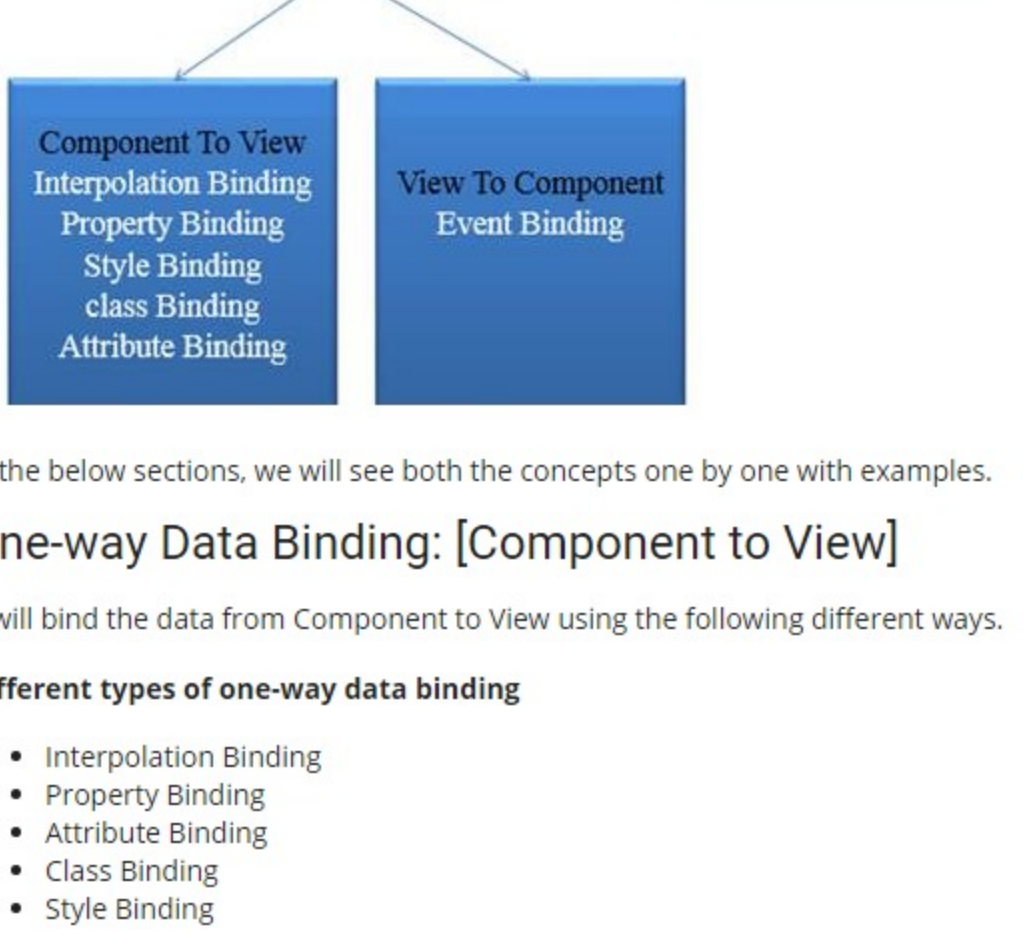 Component To View
Interpolation Binding
Property Binding
Style Binding
class Binding
Attribute Binding
View To Component
Event Binding
the below sections, we will see both the concepts one by one with examples.
ne-way Data Binding: [Component to View]
will bind the data from Component to View using the following different ways.
fferent types of one-way data binding
• Interpolation Binding
• Property Binding
• Attribute Binding
• Class Binding
• Style Binding